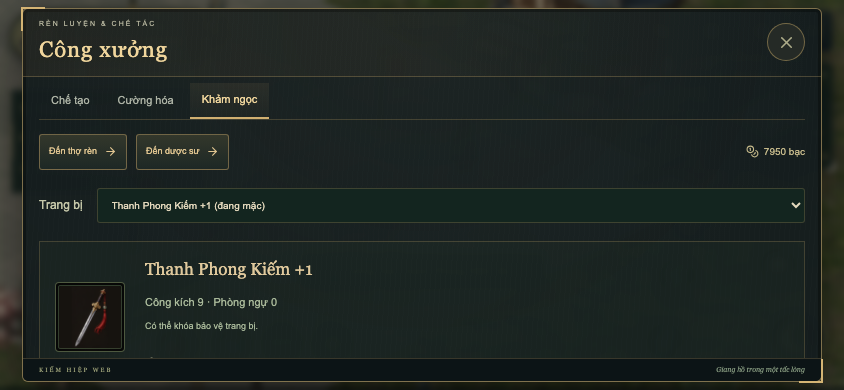 RÈN LUYỆN & CHẾ TÁC
Công xưởng
Chế tạo Cường hóa Khảm ngọc
Đến thợ rèn → Đến dược sư → 7950 bạc
Trang bị Thanh Phong Kiếm +1 (đang mặc)
Thanh Phong Kiếm +1
Công kích 9 · Phòng ngự 0
Có thể khóa bảo vệ trang bị.
KIẾM HIỆP WEB Giang hồ trong một tấc lòng